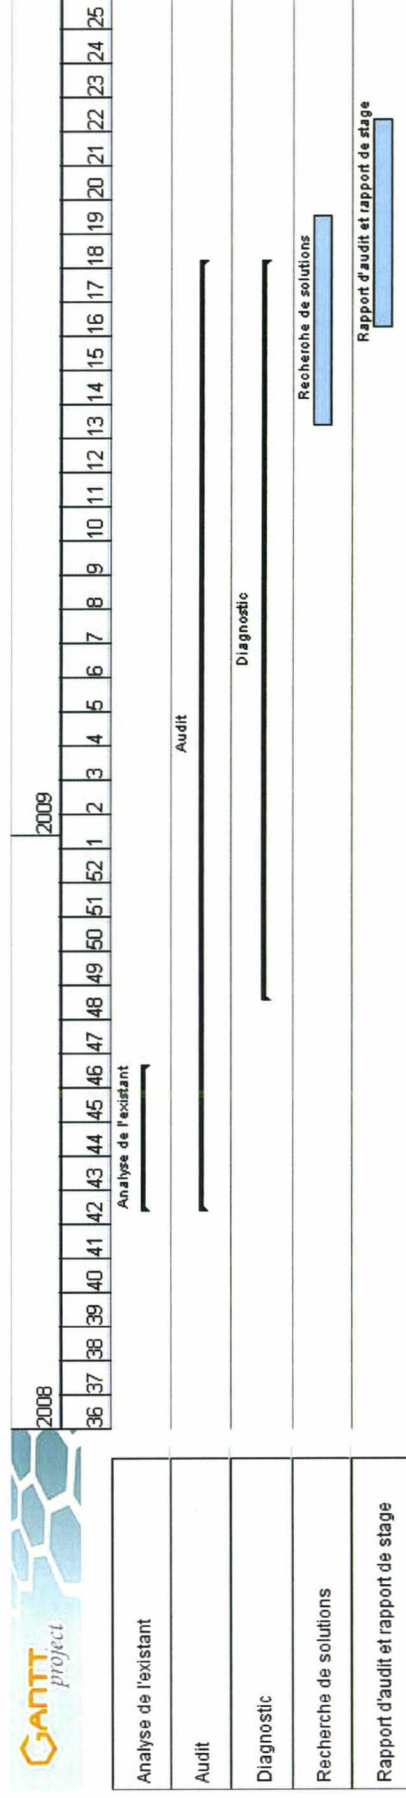 GANTT
project
2008
2009
36 37 38 39 40 41 42 43 44 45 46 47 48 49 50 51 52 1 2 3 4 5 6 7 8 9 10 11 12 13 14 15 16 17 18 19 20 21 22 23 24 25
Analyse de l'existant
Analyse de l'existant
Audit
Audit
Diagnostic
Diagnostic
Recherche de solutions
Recherche de solutions
Rapport d'audit et rapport de stage
Rapport d'audit et rapport de stage